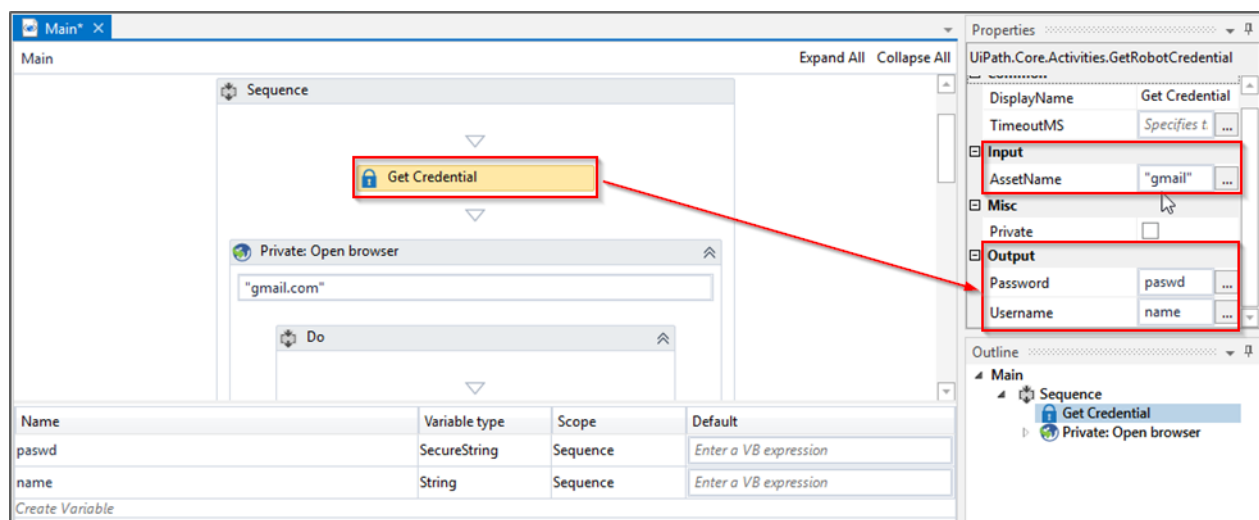 Main*
Main
Expand All Collapse All
Sequence
Get Credential
Private: Open browser
"gmail.com"
Do
Name Variable type Scope Default
paswd SecureString Sequence Enter a VB expression
name String Sequence Enter a VB expression
Create Variable
Properties
UiPath.Core.Activities.GetRobotCredential
Common
DisplayName Get Credential
TimeoutMS Specifies t ...
Input
AssetName "gmail" ...
Misc
Private
Output
Password paswd ...
Username name ...
Outline
Main
Sequence
Get Credential
Private: Open browser